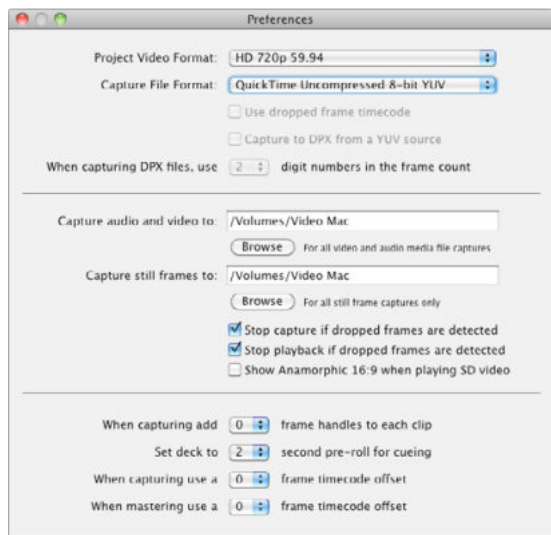 Preferences
Project Video Format: HD 720p 59.94
Capture File Format: QuickTime Uncompressed 8-bit YUV
Use dropped frame timecode
Capture to DPX from a YUV source
When capturing DPX files, use 2 digit numbers in the frame count
Capture audio and video to: /Volumes/Video Mac
Browse For all video and audio media file captures
Capture still frames to: /Volumes/Video Mac
Browse For all still frame captures only
Stop capture if dropped frames are detected
Stop playback if dropped frames are detected
Show Anamorphic 16:9 when playing SD video
When capturing add 0 frame handles to each clip
Set deck to 2 second pre-roll for cueing
When capturing use a 0 frame timecode offset
When mastering use a 0 frame timecode offset